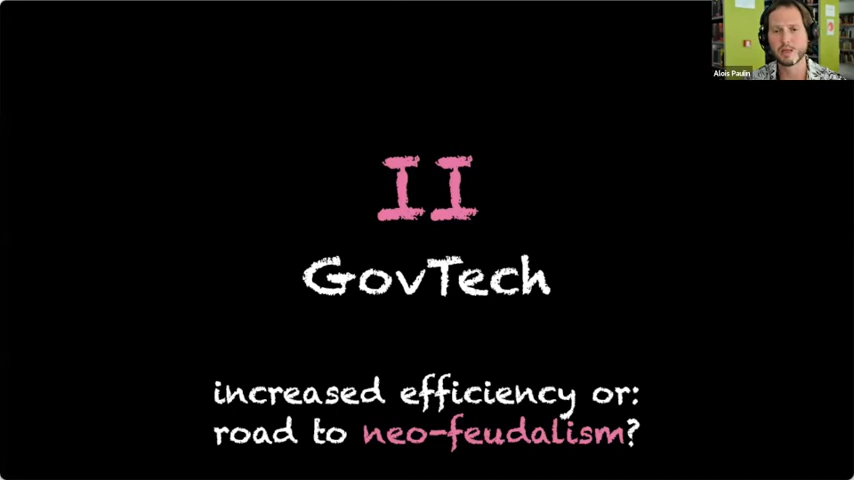 Alois Paulin
II
GovTech
increased efficiency or:
road to neo-feudalism?